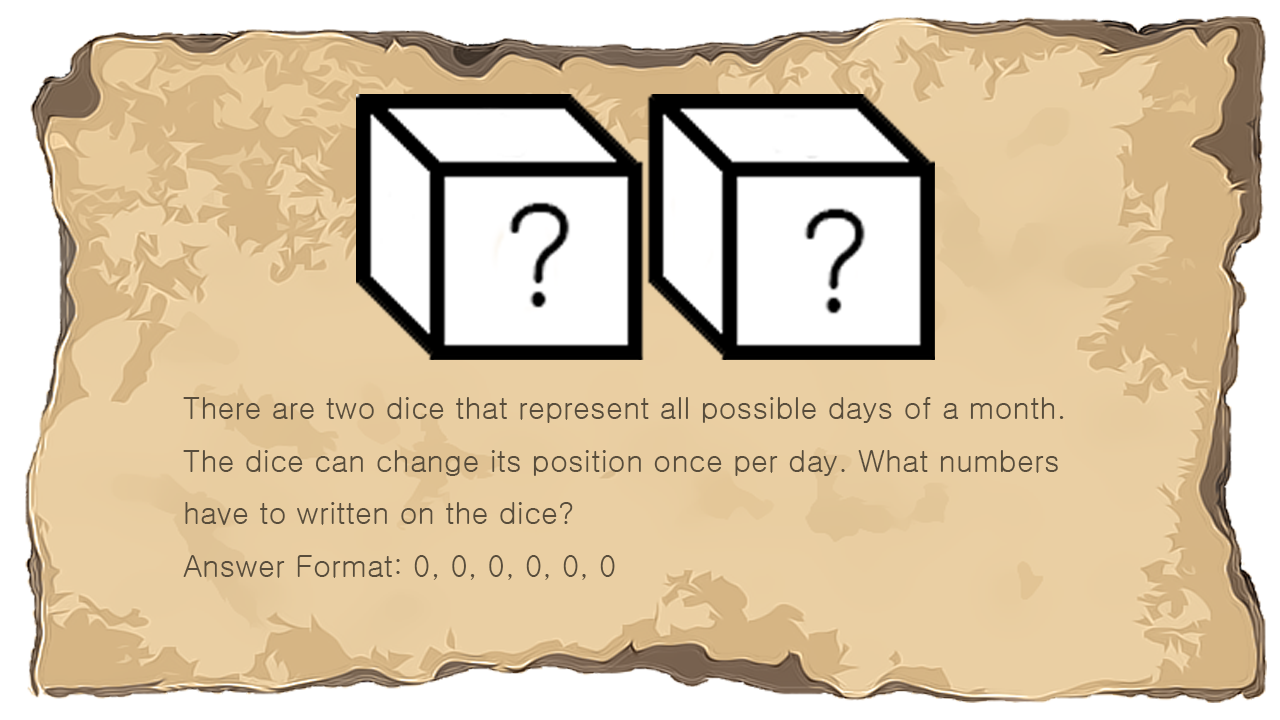 ? ?
There are two dice that represent all possible days of a month.
The dice can change its position once per day. What numbers
have to written on the dice?
Answer Format: 0, 0, 0, 0, 0, 0